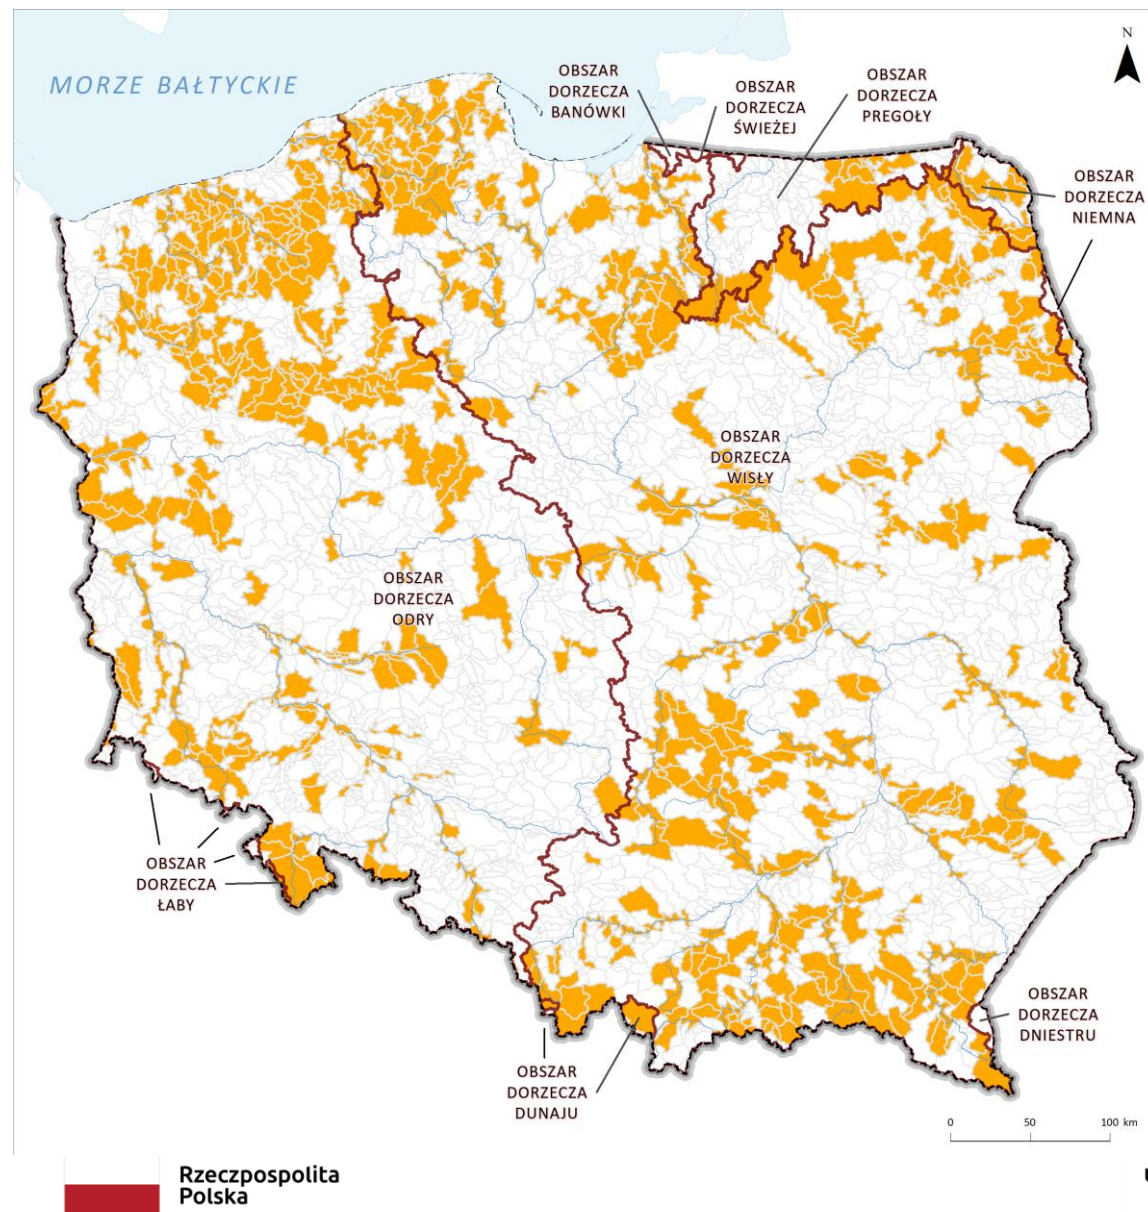 N
MORZE BAŁTYCKIE
OBSZAR
DORZECZA
BANÓWKI
OBSZAR
DORZECZA
ŚWIEŻEJ
OBSZAR
DORZECZA
PREGOŁY
OBSZAR
DORZECZA
NIEMNA
OBSZAR
DORZECZA
WISŁY
OBSZAR
DORZECZA
ODRY
OBSZAR
DORZECZA
ŁABY
OBSZAR
DORZECZA
DNIESTRU
OBSZAR
DORZECZA
DUNAJU
0 50 100 km
Rzeczpospolita
Polska